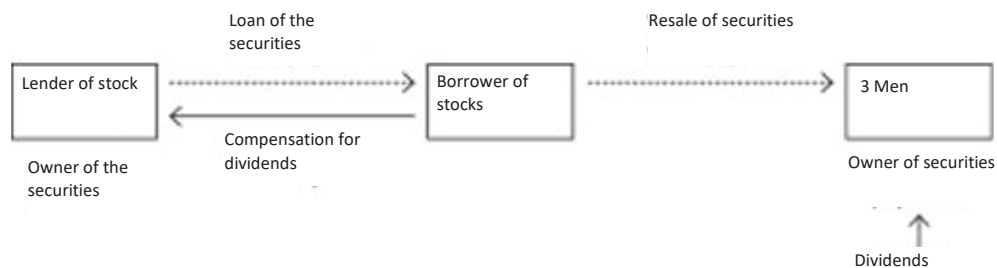 Loan of the
securities
Resale of securities
Lender of stock
Borrower of
stocks
3 Men
Compensation for
dividends
Owner of the
securities
Owner of securities
Dividends